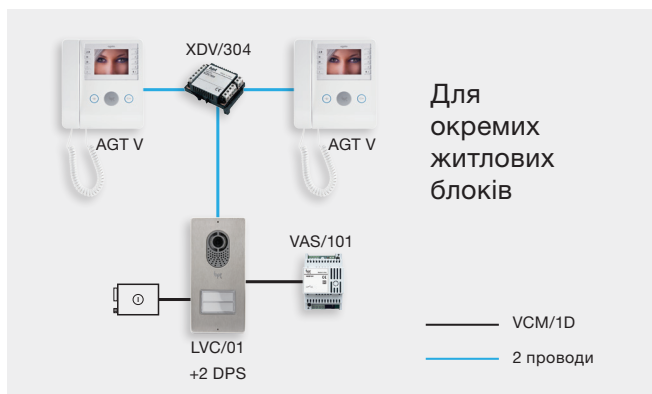 XDV/304
AGT V
AGT V
Для
окремих
житлових
блоків
VAS/101
LVC/01
+2 DPS
VCM/1D
2 проводи